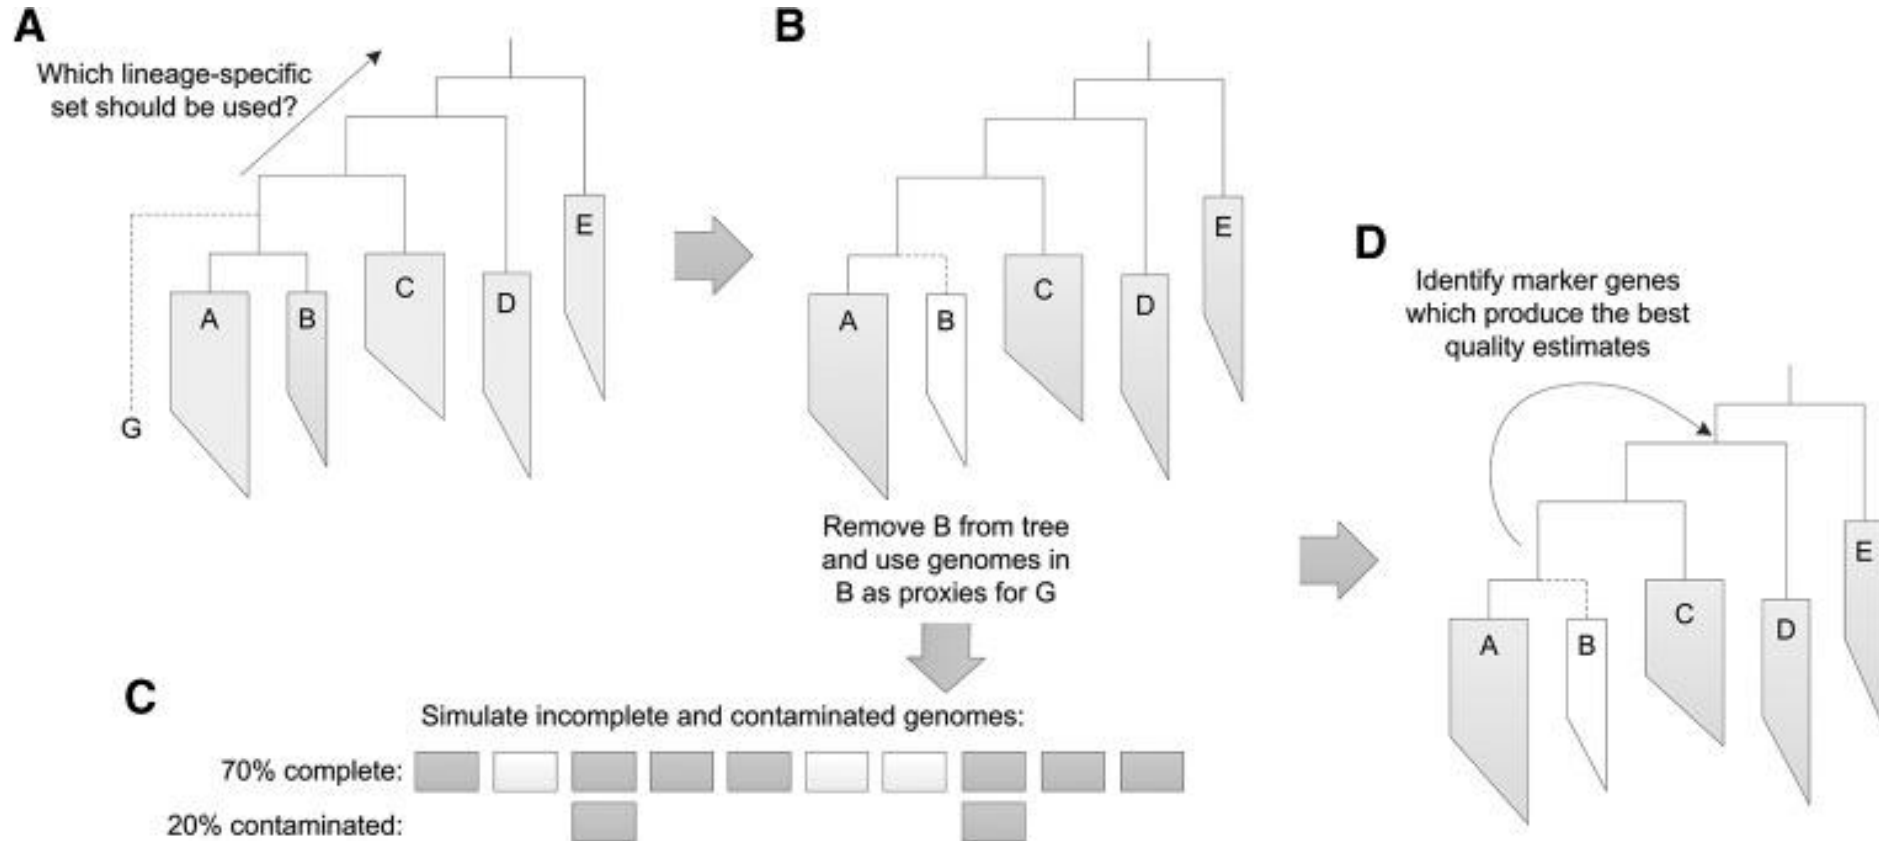 A
Which lineage-specific
set should be used?
E
C
D
A
B
G
B
E
C
D
A
B
Remove B from tree
and use genomes in
B as proxies for G
C
Simulate incomplete and contaminated genomes:
70% complete:
20% contaminated:
D
Identify marker genes
which produce the best
quality estimates
E
C
D
A
B